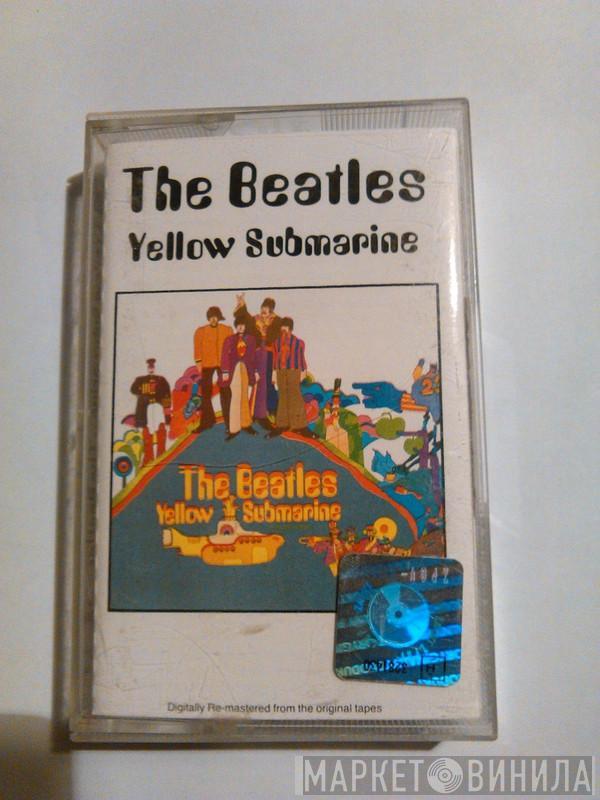 The Beatles
Yellow Submarine
The Beatles
Yellow Submarine
Digitally Re-mastered from the original tapes
МАРКЕТ ВИНИЛА